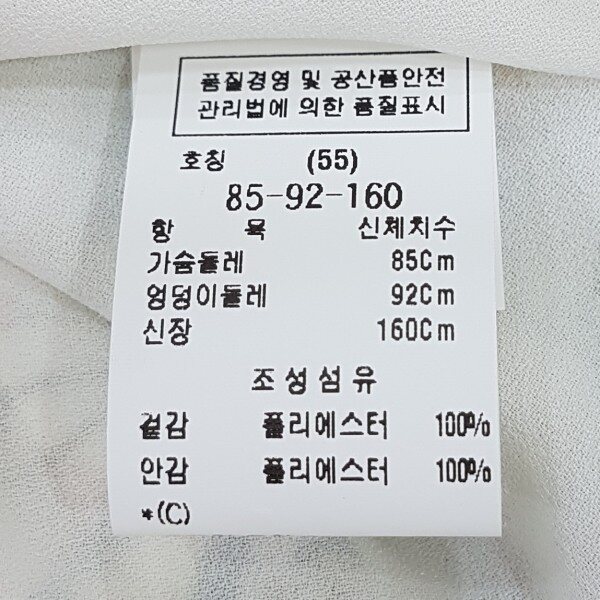 품질경영 및 공산품안전
관리법에 의한 품질표시
호칭 (55)
85-92-160
항 목 신체치수
가슴둘레 85Cm
엉덩이둘레 92Cm
신장 160Cm
조성섬유
겉감 폴리에스터 100%
안감 폴리에스터 100%
*(C)